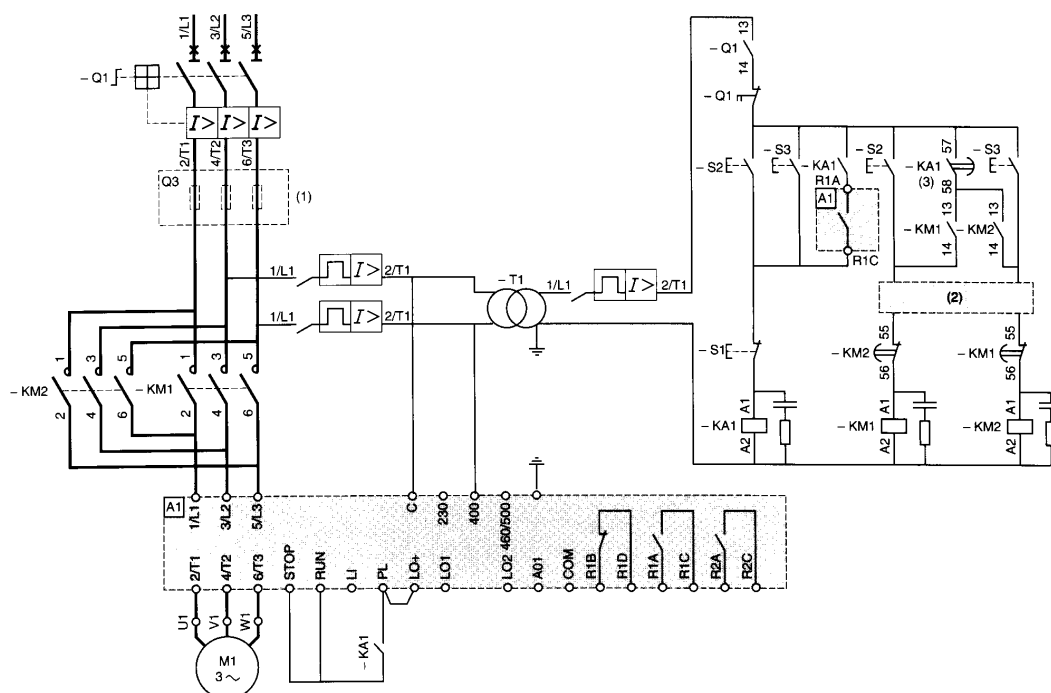 1/L1 3/L2 5/L3
– Q1
I> I> I>
2/T1 4/T2 6/T3
Q3
(1)
1/L1 I> 2/T1
1/L1 I> 2/T1
– T1
1/L1 I> 2/T1
13
– Q1
14
– Q1
– S2
– S3
– KA1
R1A
A1
R1C
– S2
57
– KA1
(3)
58
– S3
13
– KM1
14
13
– KM2
14
(2)
– S1
55
– KM2
56
55
– KM1
56
A1
– KA1
A2
A1
– KM1
A2
A1
– KM2
A2
1 3 5
– KM2
2 4 6
1 3 5
– KM1
2 4 6
A1
1/L1 3/L2 5/L3 C 230 400 460/500
2/T1 4/T2 6/T3 STOP RUN LI PL LO+ LO1 LO2 A01 COM R1B R1D R1A R1C R2A R2C
U1 V1 W1
– KA1
M1
3 ~